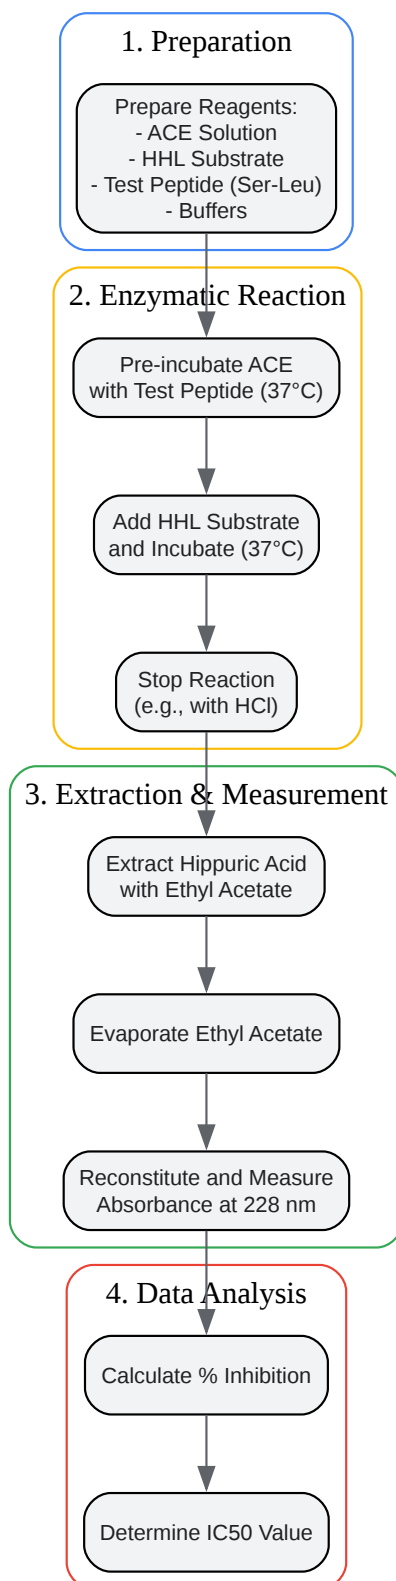 1. Preparation
Prepare Reagents:
- ACE Solution
- HHL Substrate
- Test Peptide (Ser-Leu)
- Buffers
2. Enzymatic Reaction
Pre-incubate ACE
with Test Peptide (37°C)
Add HHL Substrate
and Incubate (37°C)
Stop Reaction
(e.g., with HCl)
3. Extraction & Measurement
Extract Hippuric Acid
with Ethyl Acetate
Evaporate Ethyl Acetate
Reconstitute and Measure
Absorbance at 228 nm
4. Data Analysis
Calculate % Inhibition
Determine IC50 Value